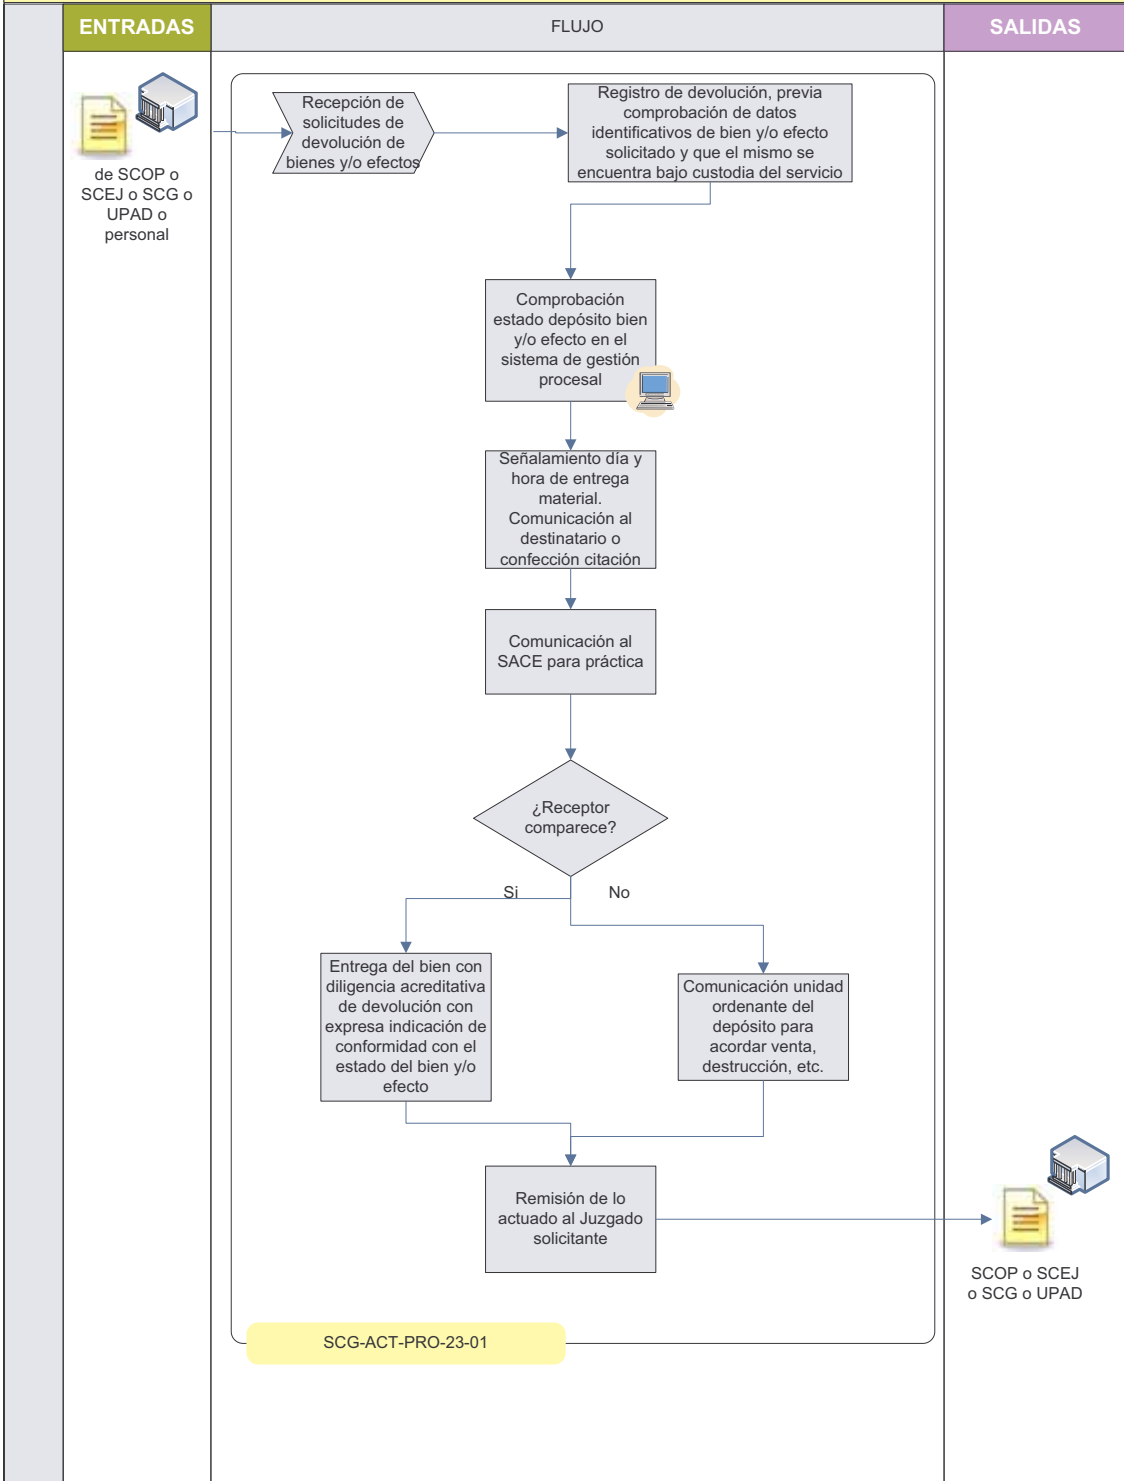 ENTRADAS
FLUJO
SALIDAS
de SCOP o
SCEJ o SCG o
UPAD o
personal
Recepción de
solicitudes de
devolución de
bienes y/o efectos
Registro de devolución, previa
comprobación de datos
identificativos de bien y/o efecto
solicitado y que el mismo se
encuentra bajo custodia del servicio
Comprobación
estado depósito bien
y/o efecto en el
sistema de gestión
procesal
Señalamiento día y
hora de entrega
material.
Comunicación al
destinatario o
confección citación
Comunicación al
SACE para práctica
¿Receptor
comparece?
Si
No
Entrega del bien con
diligencia acreditativa
de devolución con
expresa indicación de
conformidad con el
estado del bien y/o
efecto
Comunicación unidad
ordenante del
depósito para
acordar venta,
destrucción, etc.
Remisión de lo
actuado al Juzgado
solicitante
SCOP o SCEJ
o SCG o UPAD
SCG-ACT-PRO-23-01